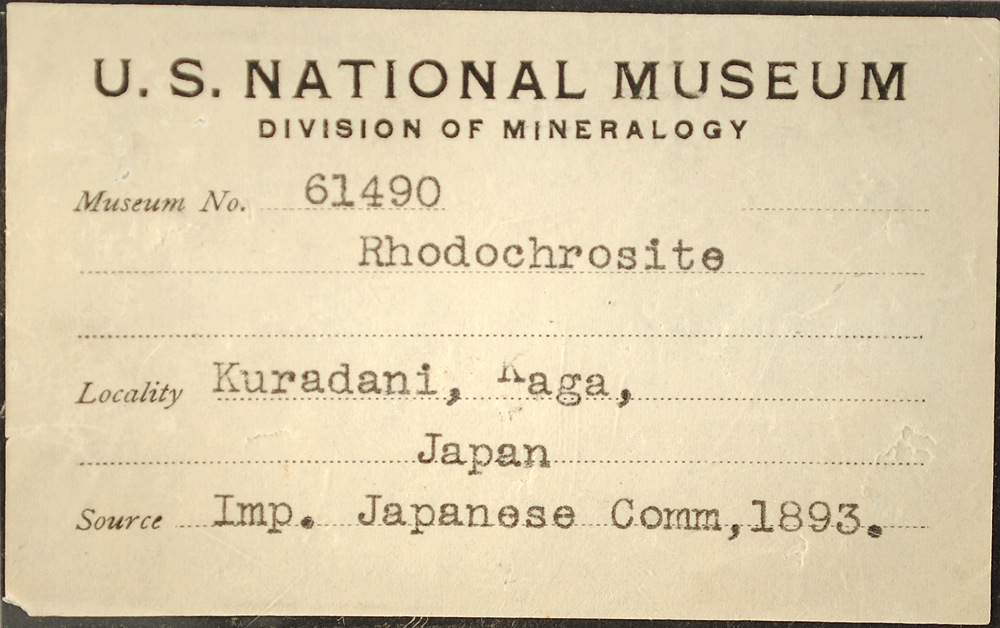 U. S. NATIONAL MUSEUM
DIVISION OF MINERALOGY
Museum No. 61490
Rhodochrosite
Locality Kuradani, Kaga,
Japan
Source Imp. Japanese Comm, 1893.